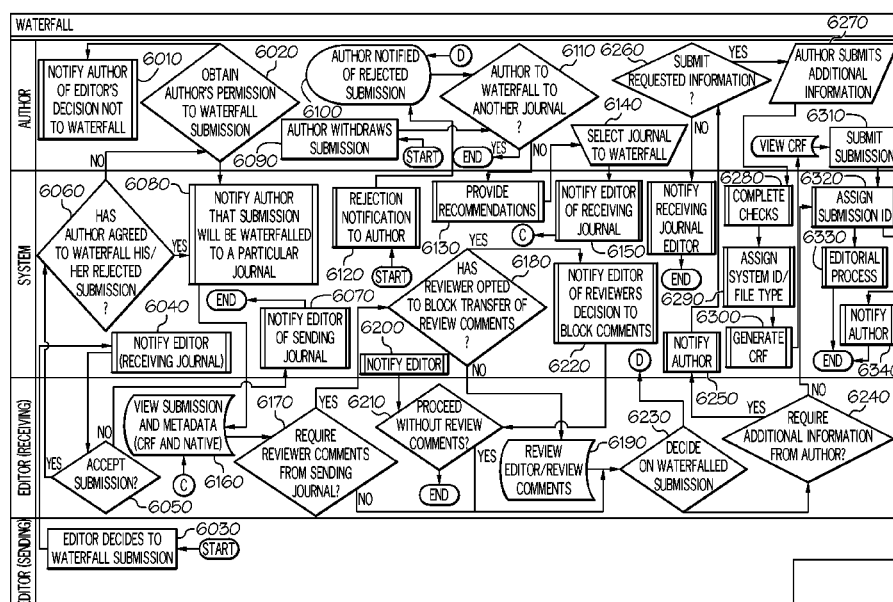 WATERFALL
AUTHOR
6010
NOTIFY AUTHOR
OF EDITOR'S
DECISION NOT
TO WATERFALL
6020
OBTAIN
AUTHOR'S PERMISSION
TO WATERFALL
SUBMISSION
AUTHOR NOTIFIED
OF REJECTED
SUBMISSION
6100
D
6090
AUTHOR WITHDRAWS
SUBMISSION
START
6110
AUTHOR TO
WATERFALL TO
ANOTHER JOURNAL
?
YES
NO
END
6140
SELECT JOURNAL
TO WATERFALL
6260
SUBMIT
REQUESTED INFORMATION
?
YES
NO
6270
AUTHOR SUBMITS
ADDITIONAL
INFORMATION
VIEW CRF
6310
SUBMIT
SUBMISSION
SYSTEM
NO
6060
HAS
AUTHOR AGREED
TO WATERFALL HIS/
HER REJECTED
SUBMISSION
?
YES
6080
NOTIFY AUTHOR
THAT SUBMISSION
WILL BE WATERFALLED
TO A PARTICULAR
JOURNAL
REJECTION
NOTIFICATION
TO AUTHOR
6120
START
PROVIDE
RECOMMENDATIONS
6130
NOTIFY EDITOR
OF RECEIVING
JOURNAL
6150
C
NOTIFY
RECEIVING
JOURNAL
EDITOR
END
6280
COMPLETE
CHECKS
6290
ASSIGN
SYSTEM ID/
FILE TYPE
6300
GENERATE
CRF
6320
ASSIGN
SUBMISSION ID
6330
EDITORIAL
PROCESS
NOTIFY
AUTHOR
6340
END
6040
NOTIFY EDITOR
(RECEIVING JOURNAL)
END
6070
NOTIFY EDITOR
OF SENDING
JOURNAL
YES
6180
HAS
REVIEWER OPTED
TO BLOCK TRANSFER OF
REVIEW COMMENTS
?
NO
NOTIFY EDITOR
OF REVIEWER'S
DECISION TO
BLOCK COMMENTS
6220
6200
NOTIFY EDITOR
D
NOTIFY
AUTHOR
6250
EDITOR (RECEIVING)
NO
YES
ACCEPT
SUBMISSION?
6050
VIEW SUBMISSION
AND METADATA
(CRF AND NATIVE)
6160
C
YES
6170
REQUIRE
REVIEWER COMMENTS
FROM SENDING
JOURNAL?
NO
6210
PROCEED
WITHOUT REVIEW
COMMENTS?
YES
END
6190
REVIEW
EDITOR/REVIEW
COMMENTS
6230
DECIDE
ON WATERFALLED
SUBMISSION
YES
NO
6240
REQUIRE
ADDITIONAL INFORMATION
FROM AUTHOR?
EDITOR (SENDING)
6030
EDITOR DECIDES TO
WATERFALL SUBMISSION
START